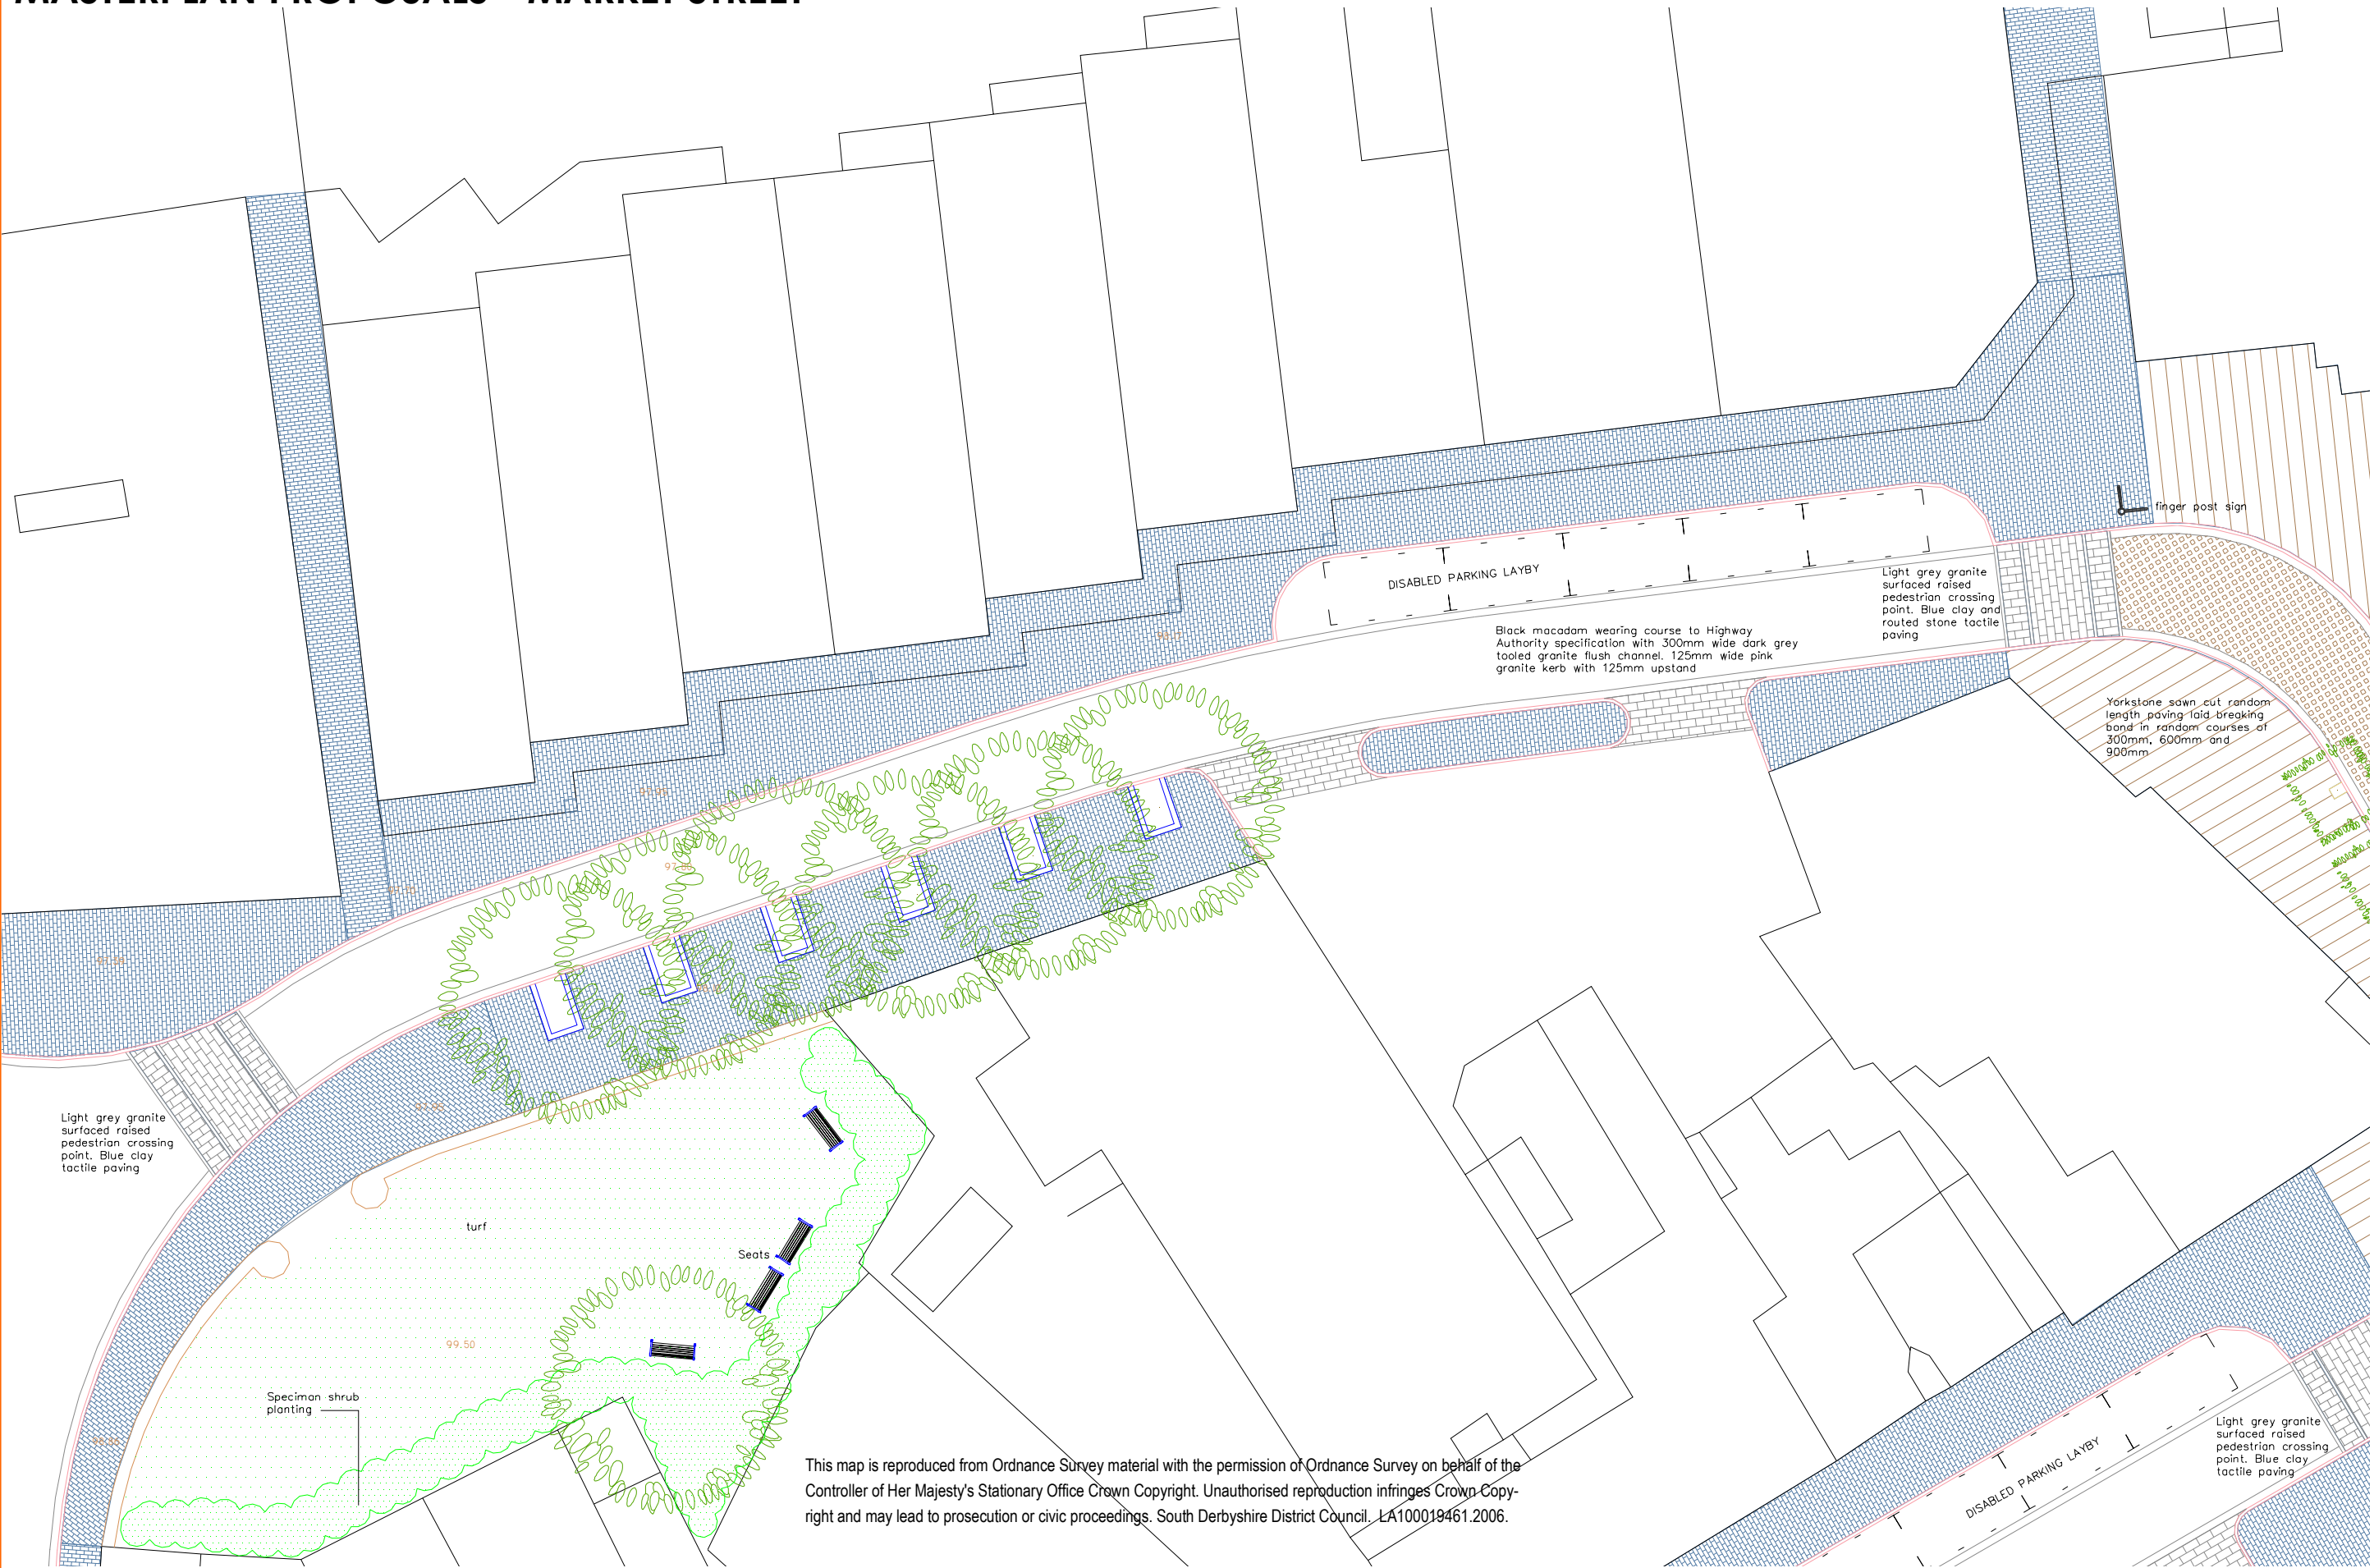 MASTERPLAN PROPOSALS - MARKET STREET
finger post sign
DISABLED PARKING LAYBY
Light grey granite
surfaced raised
pedestrian crossing
point. Blue clay and
routed stone tactile
paving
Black macadam wearing course to Highway
Authority specification with 300mm wide dark grey
tooled granite flush channel. 125mm wide pink
granite kerb with 125mm upstand
Yorkstone sawn cut random
length paving laid breaking
bond in random courses of
300mm, 600mm and
900mm
97.80
Light grey granite
surfaced raised
pedestrian crossing
point. Blue clay
tactile paving
turf
Seats
99.50
Speciman shrub
planting
Light grey granite
surfaced raised
pedestrian crossing
point. Blue clay
tactile paving
DISABLED PARKING LAYBY
This map is reproduced from Ordnance Survey material with the permission of Ordnance Survey on behalf of the
Controller of Her Majesty's Stationary Office Crown Copyright. Unauthorised reproduction infringes Crown Copy-
right and may lead to prosecution or civic proceedings. South Derbyshire District Council. LA100019461.2006.